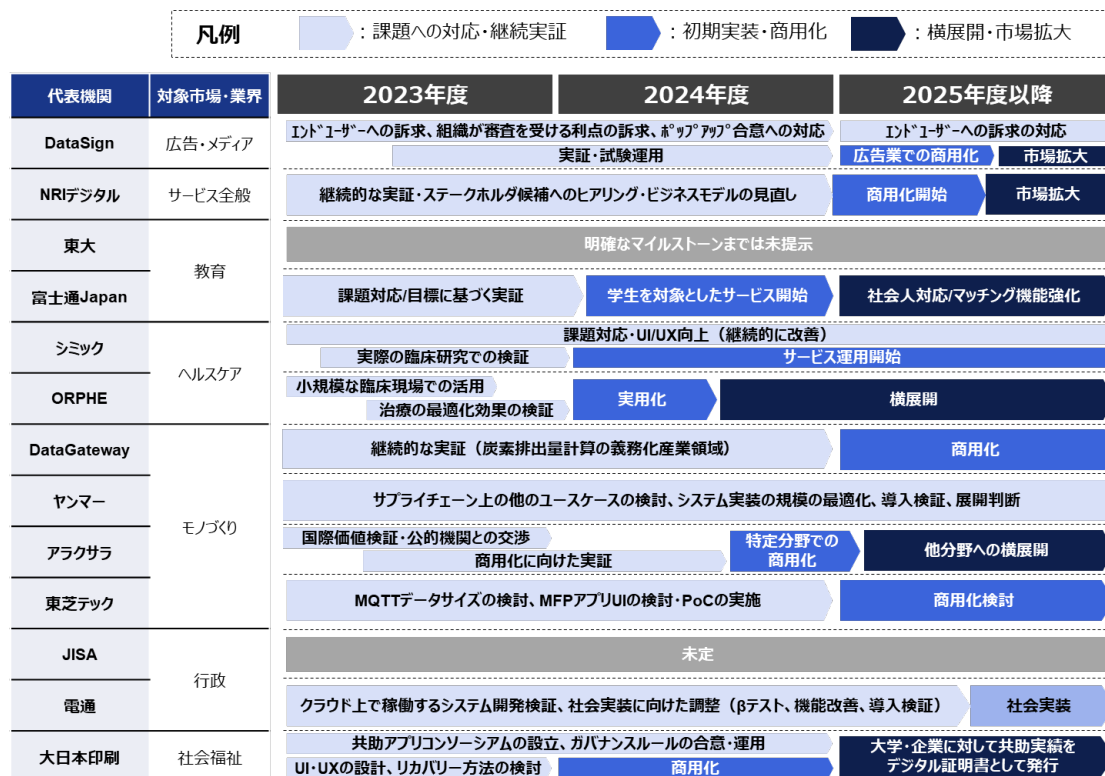 凡例
：課題への対応・継続実証
：初期実装・商用化
：横展開・市場拡大
代表機関
対象市場・業界
2023年度
2024年度
2025年度以降
DataSign
広告・メディア
ｴﾝﾄﾞﾕｰｻﾞｰへの訴求、組織が審査を受ける利点の訴求、ﾎﾟｯﾌﾟｱｯﾌﾟ合意への対応
ｴﾝﾄﾞﾕｰｻﾞｰへの訴求の対応
実証・試験運用
広告業での商用化
市場拡大
NRIデジタル
サービス全般
継続的な実証・ステークホルダ候補へのヒアリング・ビジネスモデルの見直し
商用化開始
市場拡大
東大
教育
明確なマイルストーンまでは未提示
富士通Japan
課題対応/目標に基づく実証
学生を対象としたサービス開始
社会人対応/マッチング機能強化
シミック
ヘルスケア
課題対応・UI/UX向上（継続的に改善）
実際の臨床研究での検証
サービス運用開始
ORPHE
小規模な臨床現場での活用
治療の最適化効果の検証
実用化
横展開
DataGateway
モノづくり
継続的な実証（炭素排出量計算の義務化産業領域）
商用化
ヤンマー
サプライチェーン上の他のユースケースの検討、システム実装の規模の最適化、導入検証、展開判断
アラクサラ
国際価値検証・公的機関との交渉
商用化に向けた実証
特定分野での
商用化
他分野への横展開
東芝テック
MQTTデータサイズの検討、MFPアプリUIの検討・PoCの実施
商用化検討
JISA
行政
未定
電通
クラウド上で稼働するシステム開発検証、社会実装に向けた調整（βテスト、機能改善、導入検証）
社会実装
大日本印刷
社会福祉
共助アプリコンソーシアムの設立、ガバナンスルールの合意・運用
UI・UXの設計、リカバリー方法の検討
商用化
大学・企業に対して共助実績を
デジタル証明書として発行